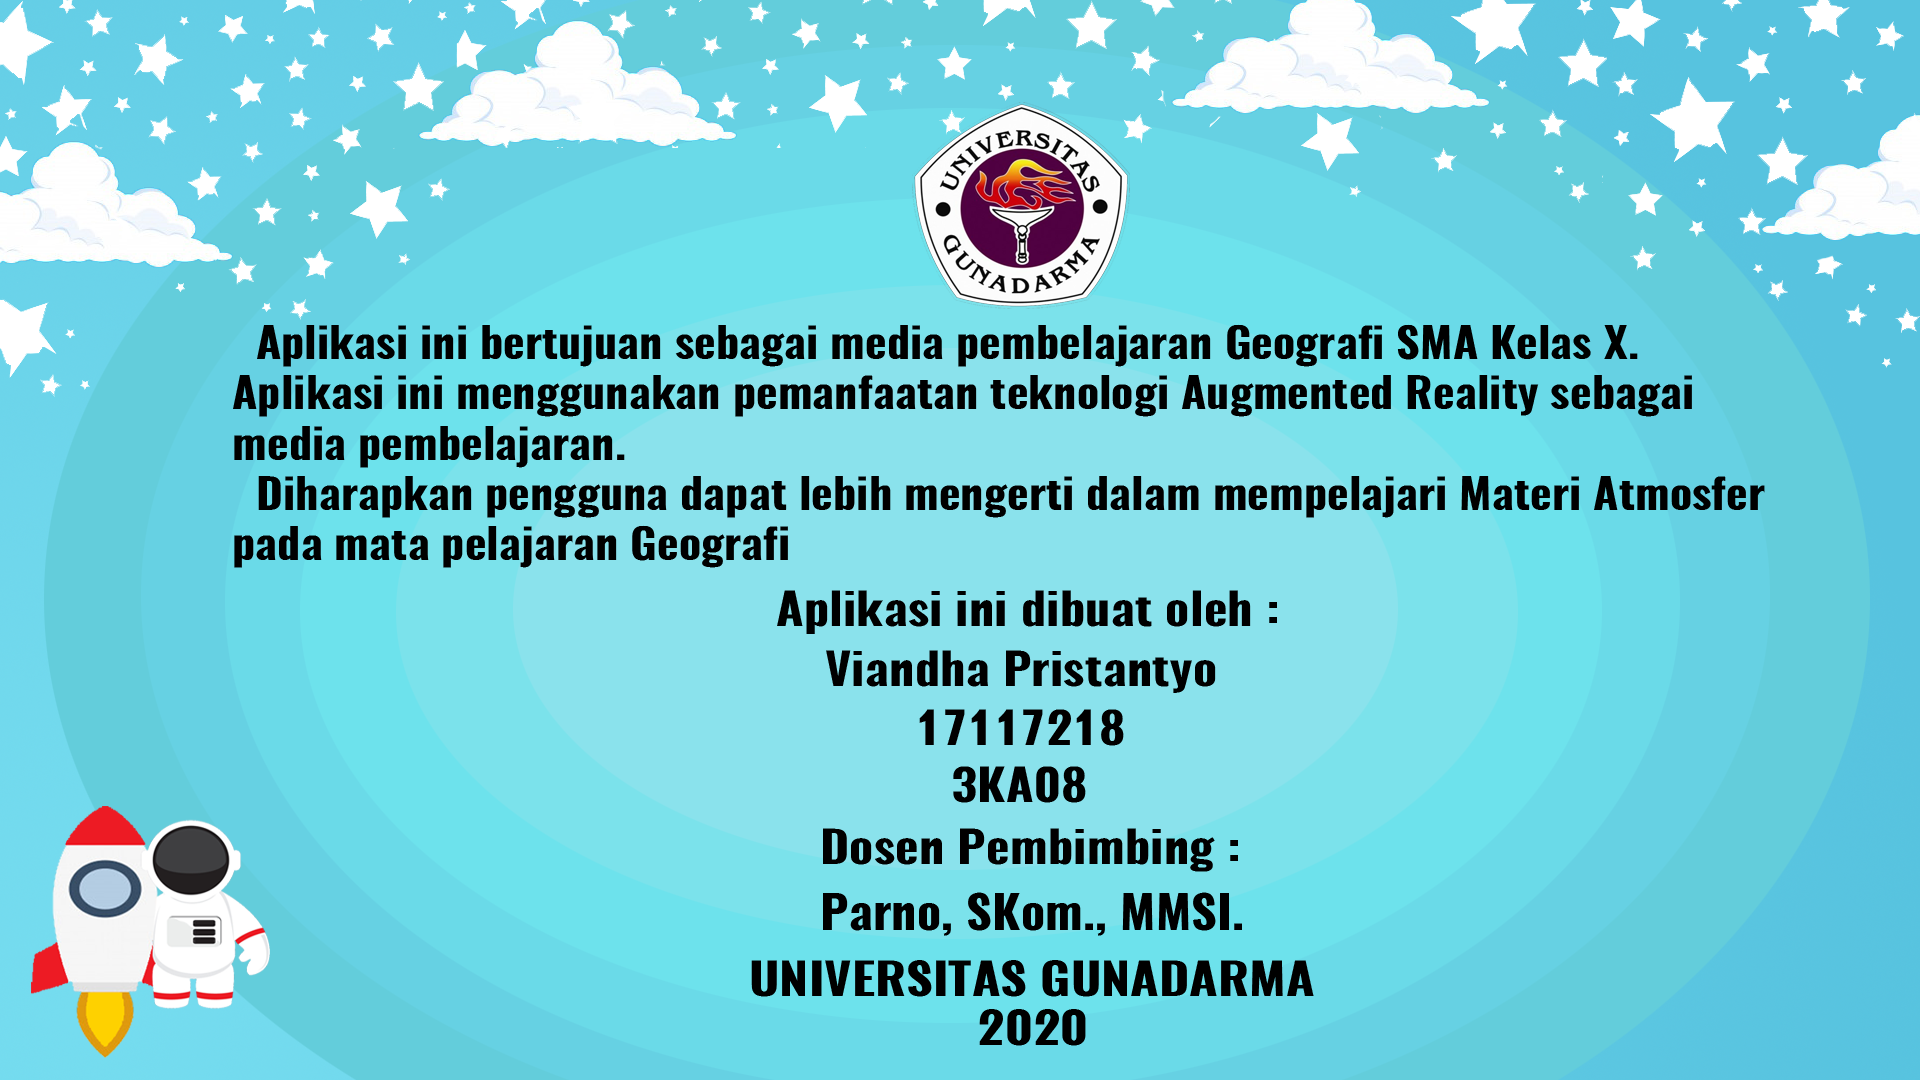 UNIVERSITAS
GUNADARMA
Aplikasi ini bertujuan sebagai media pembelajaran Geografi SMA Kelas X.
Aplikasi ini menggunakan pemanfaatan teknologi Augmented Reality sebagai
media pembelajaran.
Diharapkan pengguna dapat lebih mengerti dalam mempelajari Materi Atmosfer
pada mata pelajaran Geografi
Aplikasi ini dibuat oleh :
Viandha Pristantyo
17117218
3KA08
Dosen Pembimbing :
Parno, SKom., MMSI.
UNIVERSITAS GUNADARMA
2020